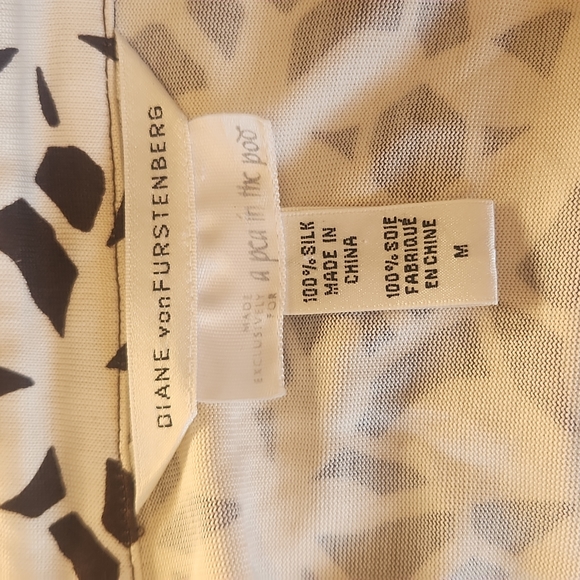 DIANE von FURSTENBERG
MADE
EXCLUSIVELY
FOR
a pea in the pod
100% SILK
MADE IN
CHINA
100% SOIE
FABRIQUÉ
EN CHINE
M